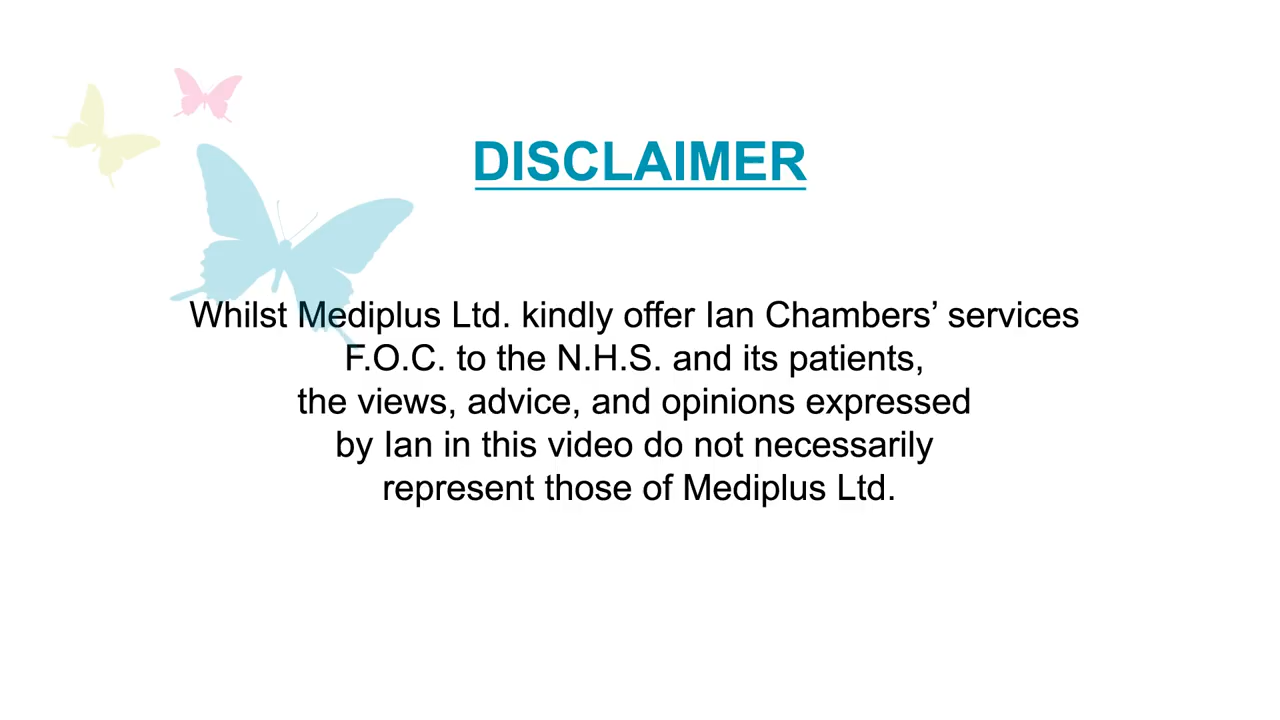 DISCLAIMER
Whilst Mediplus Ltd. kindly offer Ian Chambers’ services
F.O.C. to the N.H.S. and its patients,
the views, advice, and opinions expressed
by Ian in this video do not necessarily
represent those of Mediplus Ltd.